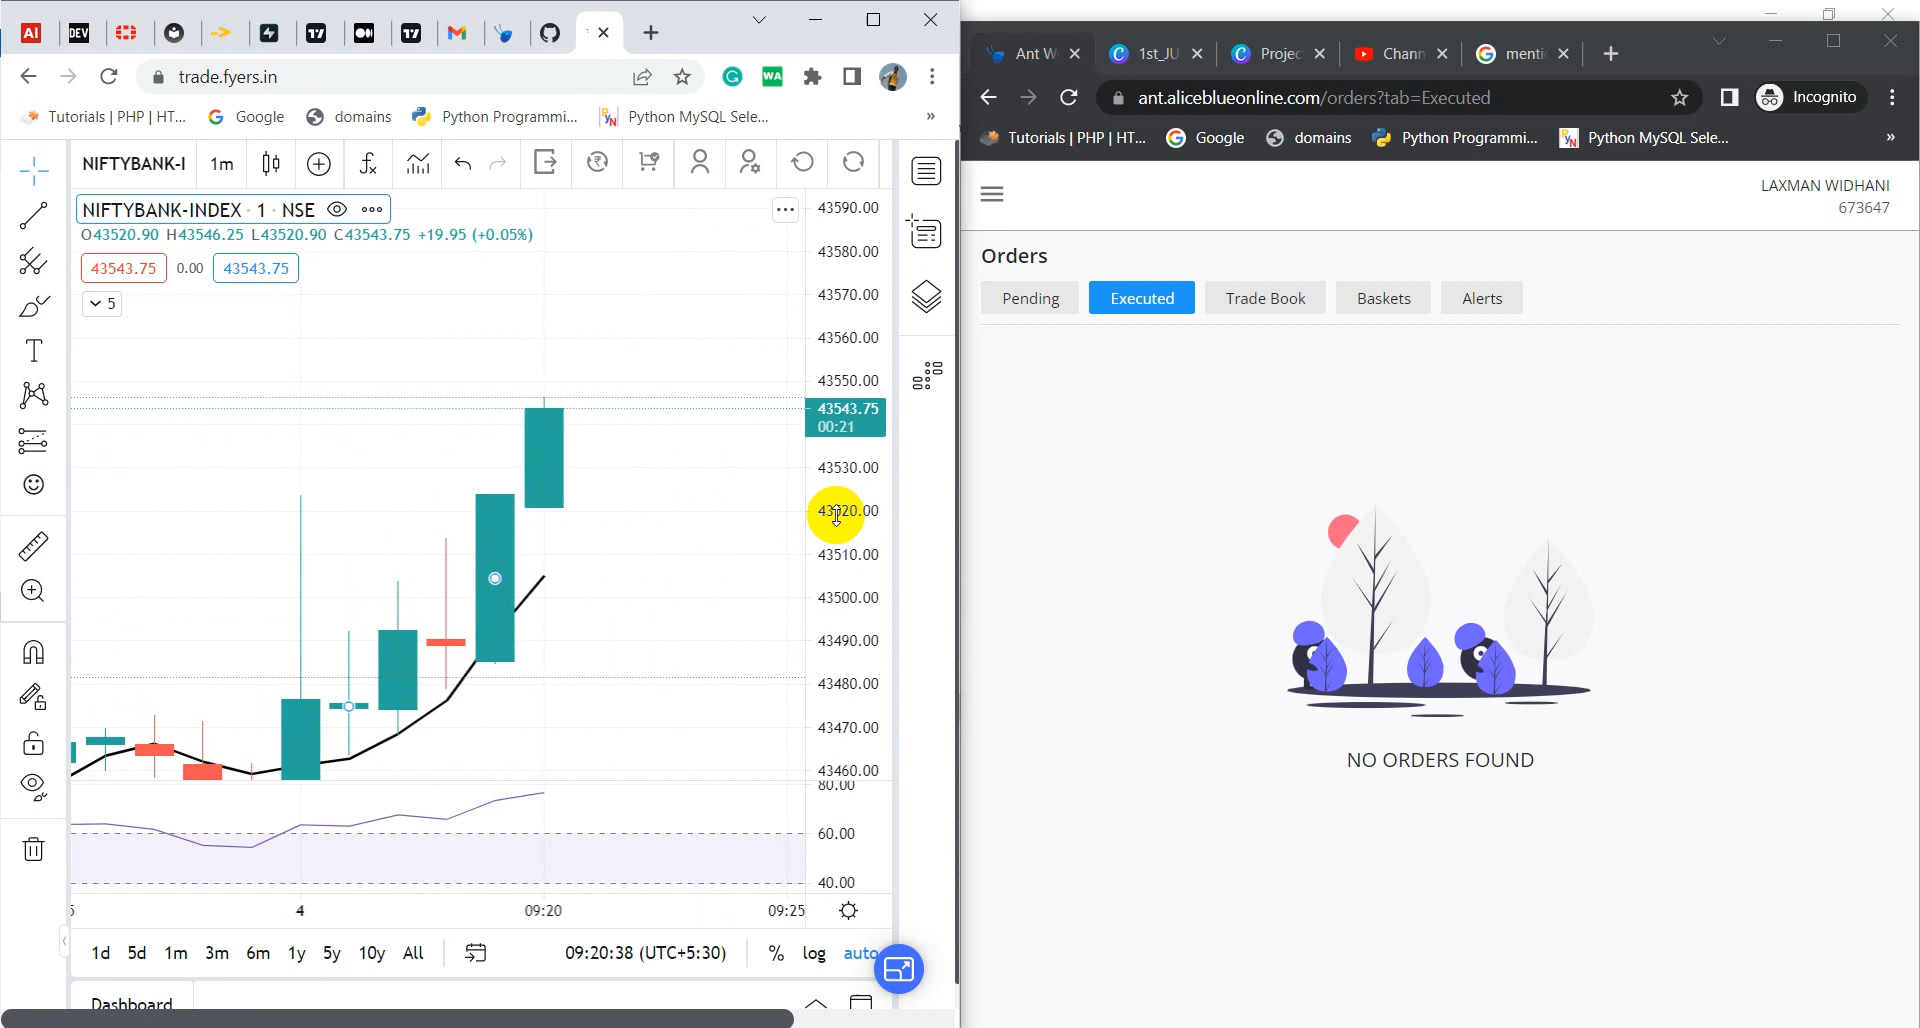 AI
DEV
trade.fyers.in
WA
Tutorials | PHP | HT...
Google
domains
Python Programmi...
Python MySQL Sele...
»
NIFTYBANK-I
1m
NIFTYBANK-INDEX · 1 · NSE
O43520.90 H43546.25 L43520.90 C43543.75 +19.95 (+0.05%)
43543.75
0.00
43543.75
5
43590.00
43580.00
43570.00
43560.00
43550.00
43543.75
00:21
43530.00
43520.00
43510.00
43500.00
43490.00
43480.00
43470.00
43460.00
80.00
60.00
40.00
4
09:20
09:25
1d 5d 1m 3m 6m 1y 5y 10y All
09:20:38 (UTC+5:30)
% log auto
Dashboard
Ant W
1st_JU
Projec
Chann
menti
ant.aliceblueonline.com/orders?tab=Executed
Incognito
Tutorials | PHP | HT...
Google
domains
Python Programmi...
Python MySQL Sele...
»
LAXMAN WIDHANI
673647
Orders
Pending
Executed
Trade Book
Baskets
Alerts
NO ORDERS FOUND